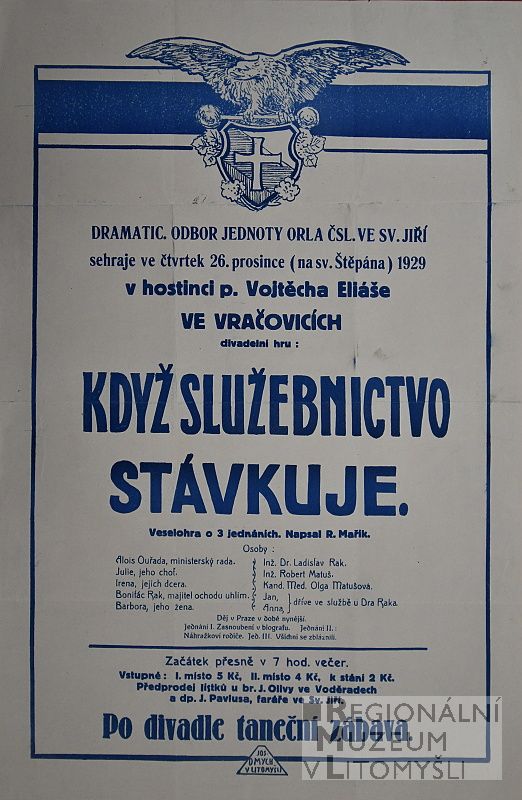 DRAMATIC. ODBOR JEDNOTY ORLA ČSL. VE SV. JIŘÍ
sehraje ve čtvrtek 26. prosince (na sv. Štěpána) 1929
v hostinci p. Vojtěcha Eliáše
VE VRAČOVICÍCH
divadelní hru :
KDYŽ SLUŽEBNICTVO
STÁVKUJE.
Veselohra o 3 jednáních. Napsal R. Mařík.
Osoby :
Alois Ouřada, ministerský rada.
Julie, jeho choť.
Irena, jejich dcera.
Bonifác Rak, majitel ochodu uhlím.
Barbora, jeho žena.
Inž. Dr. Ladislav Rak.
Inž. Robert Matuš.
Kand. Med. Olga Matušová.
Jan, } dříve ve službě u Dra Raka.
Anna,
Děj v Praze v době nynější.
Jednání I. Zasnoubení v biografu. Jednání II.:
Náhražkoví rodiče. Jed. III. Všichni se zbláznili.
Začátek přesně v 7 hod. večer.
Vstupné : I. místo 5 Kč, II. místo 4 Kč, k stání 2 Kč.
Předprodej lístků u br. J. Olivy ve Voděradech
a dp. J. Pavlusa, faráře ve Sv. Jiří.
Po divadle taneční zábava.
JOS.
DMYCH
V LITOMYŠLI
REGIONÁLNÍ
MUZEUM
V LITOMYŠLI